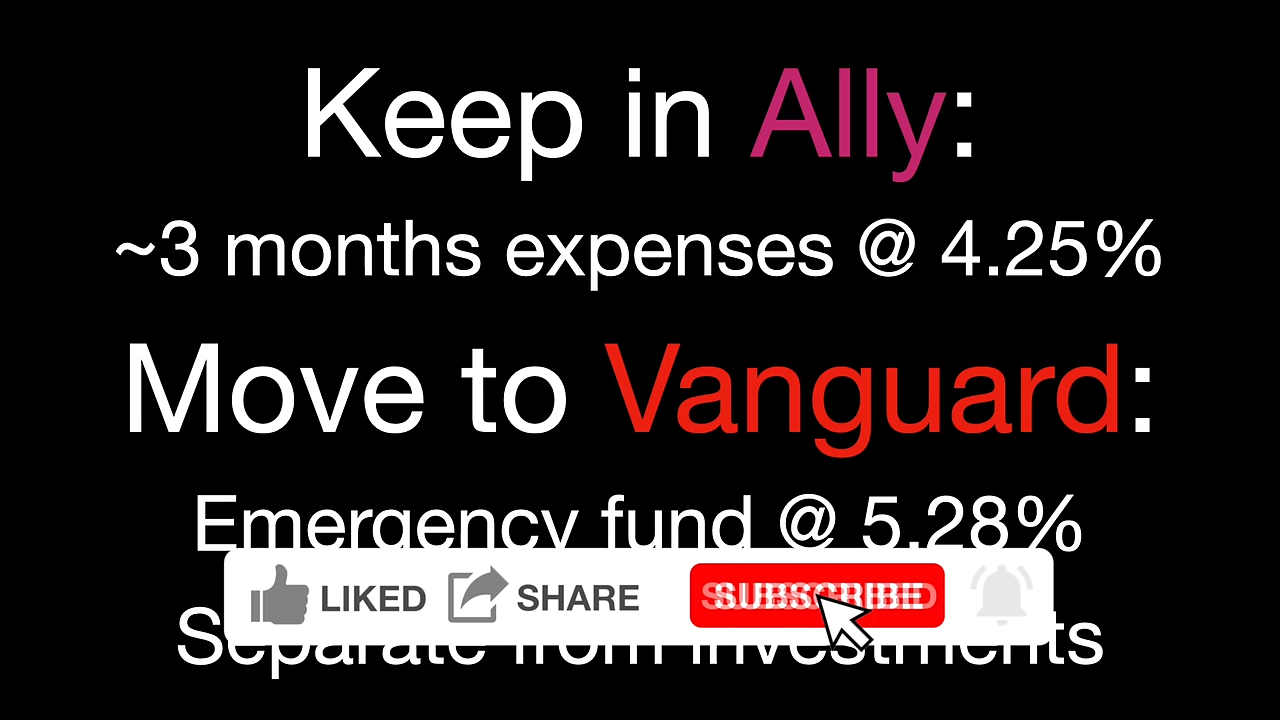 Keep in Ally:
~3 months expenses @ 4.25%
Move to Vanguard:
Emergency fund @ 5.28%
LIKED SHARE SUBSCRIBE
Separate from investments